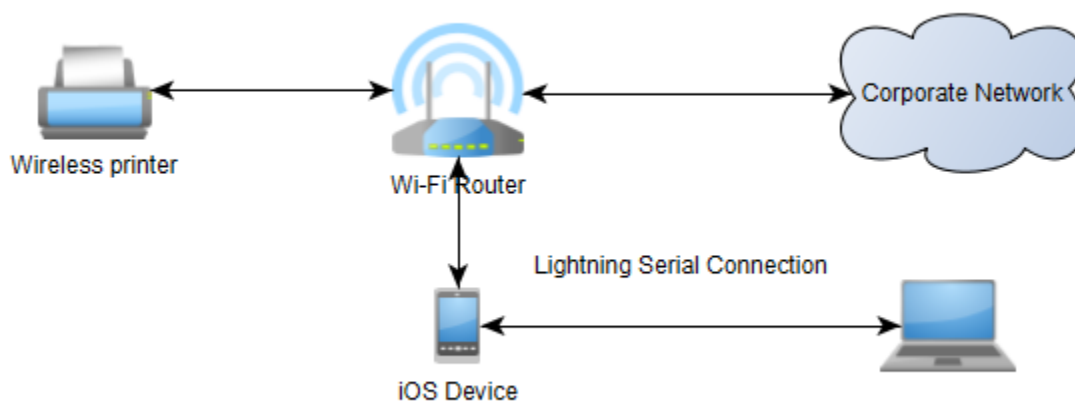 Corporate Network
Wireless printer
Wi-Fi Router
Lightning Serial Connection
iOS Device